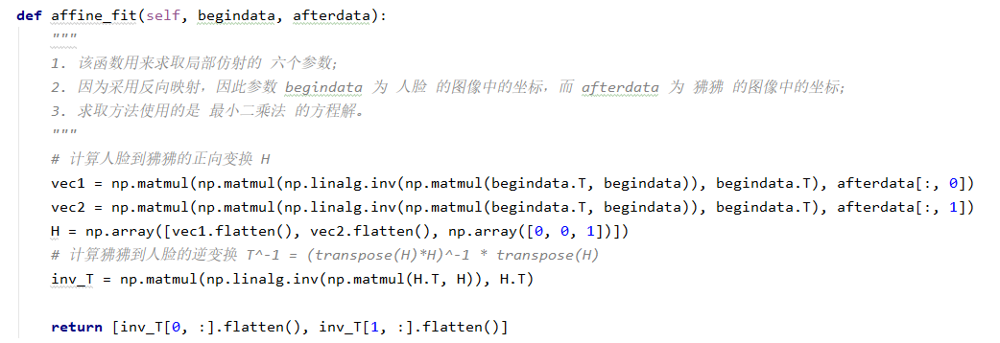 def affine_fit(self, begindata, afterdata):
    """
    1. 该函数用来求取局部仿射的 六个参数;
    2. 因为采用反向映射，因此参数 begindata 为 人脸 的图像中的坐标，而 afterdata 为 狒狒 的图像中的坐标;
    3. 求取方法使用的是 最小二乘法 的方程解。
    """
    # 计算人脸到狒狒的正向变换 H
    vec1 = np.matmul(np.matmul(np.linalg.inv(np.matmul(begindata.T, begindata)), begindata.T), afterdata[:, 0])
    vec2 = np.matmul(np.matmul(np.linalg.inv(np.matmul(begindata.T, begindata)), begindata.T), afterdata[:, 1])
    H = np.array([vec1.flatten(), vec2.flatten(), np.array([0, 0, 1])])
    # 计算狒狒到人脸的逆变换 T^-1 = (transpose(H)*H)^-1 * transpose(H)
    inv_T = np.matmul(np.linalg.inv(np.matmul(H.T, H)), H.T)
    return [inv_T[0, :].flatten(), inv_T[1, :].flatten()]